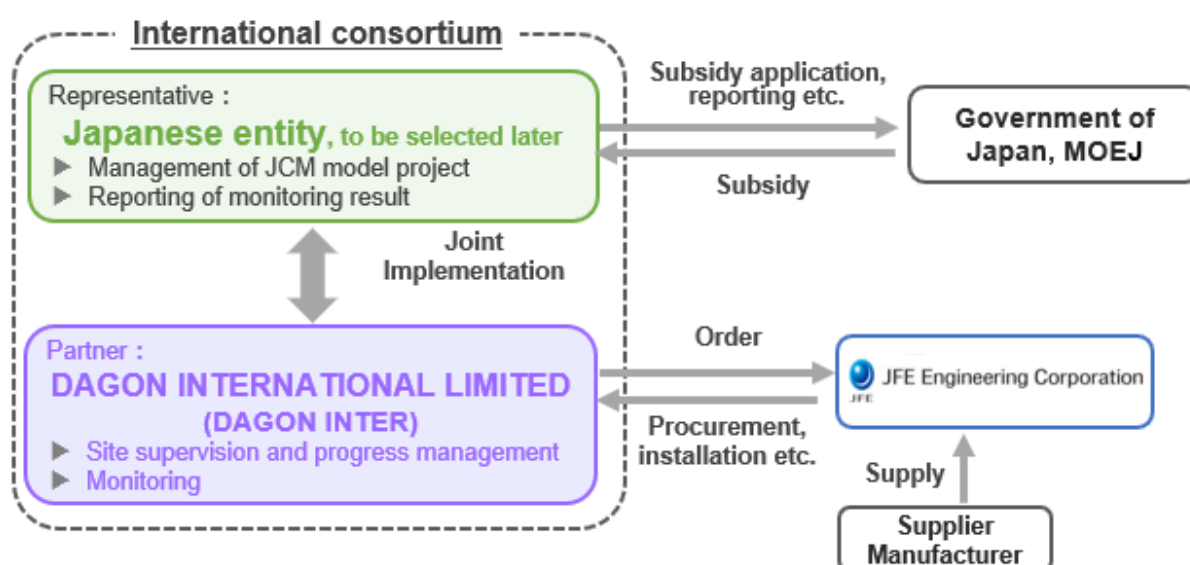 International consortium
Representative :
Japanese entity, to be selected later
▶ Management of JCM model project
▶ Reporting of monitoring result
Subsidy application,
reporting etc.
Subsidy
Government of
Japan, MOEJ
Joint
Implementation
Partner :
DAGON INTERNATIONAL LIMITED
(DAGON INTER)
▶ Site supervision and progress management
▶ Monitoring
Order
Procurement,
installation etc.
JFE
JFE Engineering Corporation
Supply
Supplier
Manufacturer